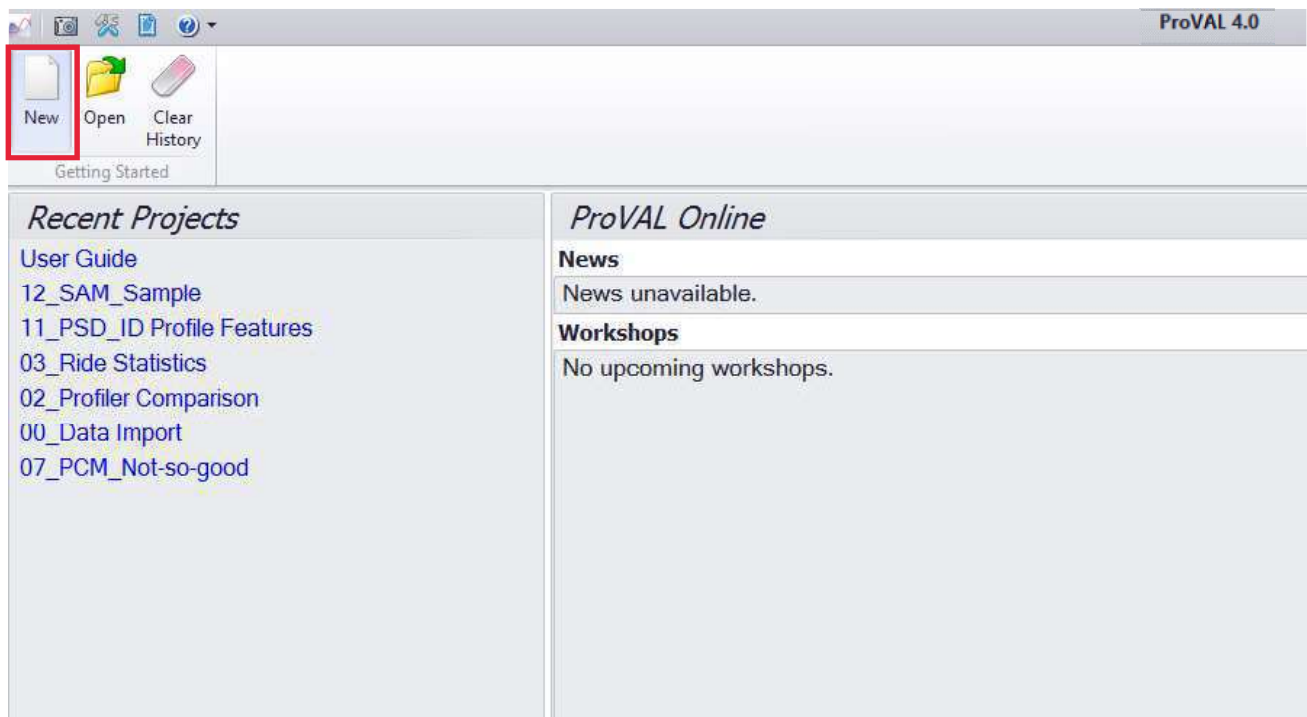 ProVAL 4.0
New Open Clear History
Getting Started
Recent Projects
User Guide
12_SAM_Sample
11_PSD_ID Profile Features
03_Ride Statistics
02_Profiler Comparison
00_Data Import
07_PCM_Not-so-good
ProVAL Online
News
News unavailable.
Workshops
No upcoming workshops.